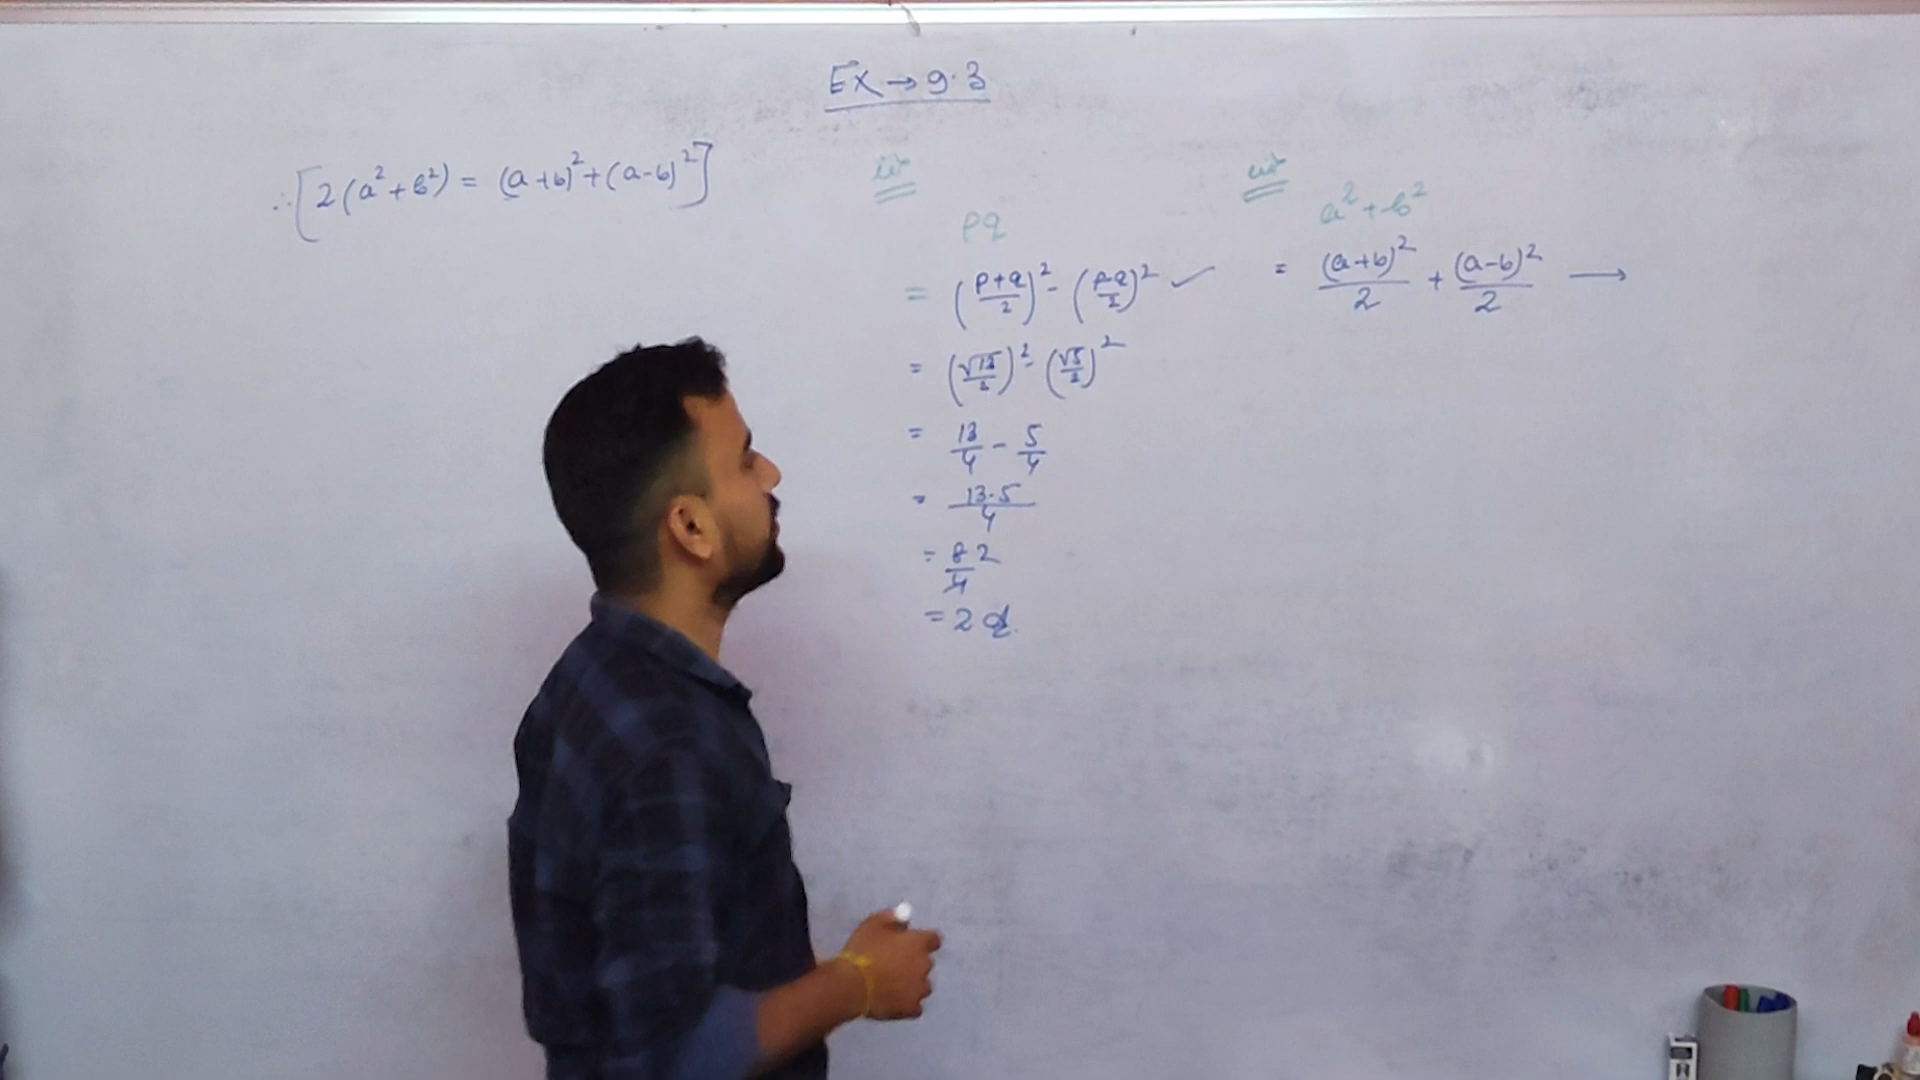 Ex → 9.3
∴ [2(a² + b²) = (a+b)² + (a-b)²]
pq
= ((p+q)/2)² - ((p-q)/2)² ✓
= (√13/2)² - (√5/2)²
= 13/4 - 5/4
= (13-5)/4
= 8/4 2
= 2
a² + b²
= (a+b)²/2 + (a-b)²/2 →